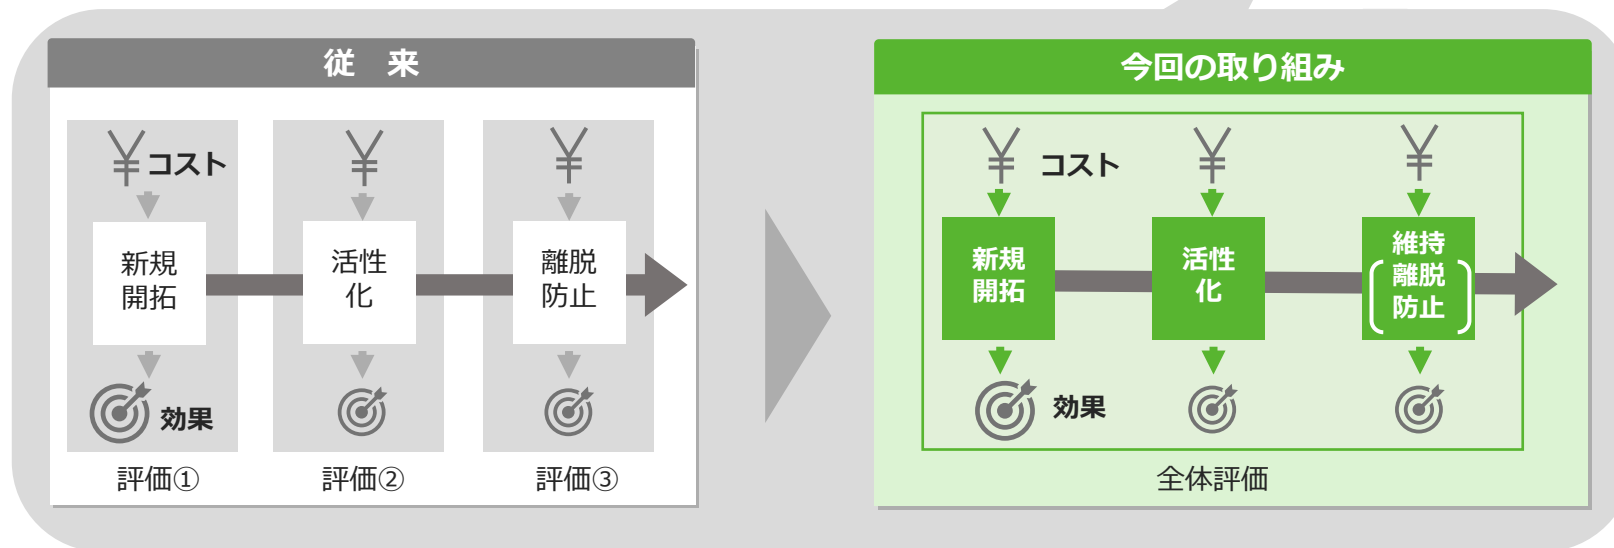 従 来
コスト
新規
開拓
活性
化
離脱
防止
効果
評価①
評価②
評価③
今回の取り組み
コスト
新規
開拓
活性
化
維持
離脱
防止
効果
全体評価